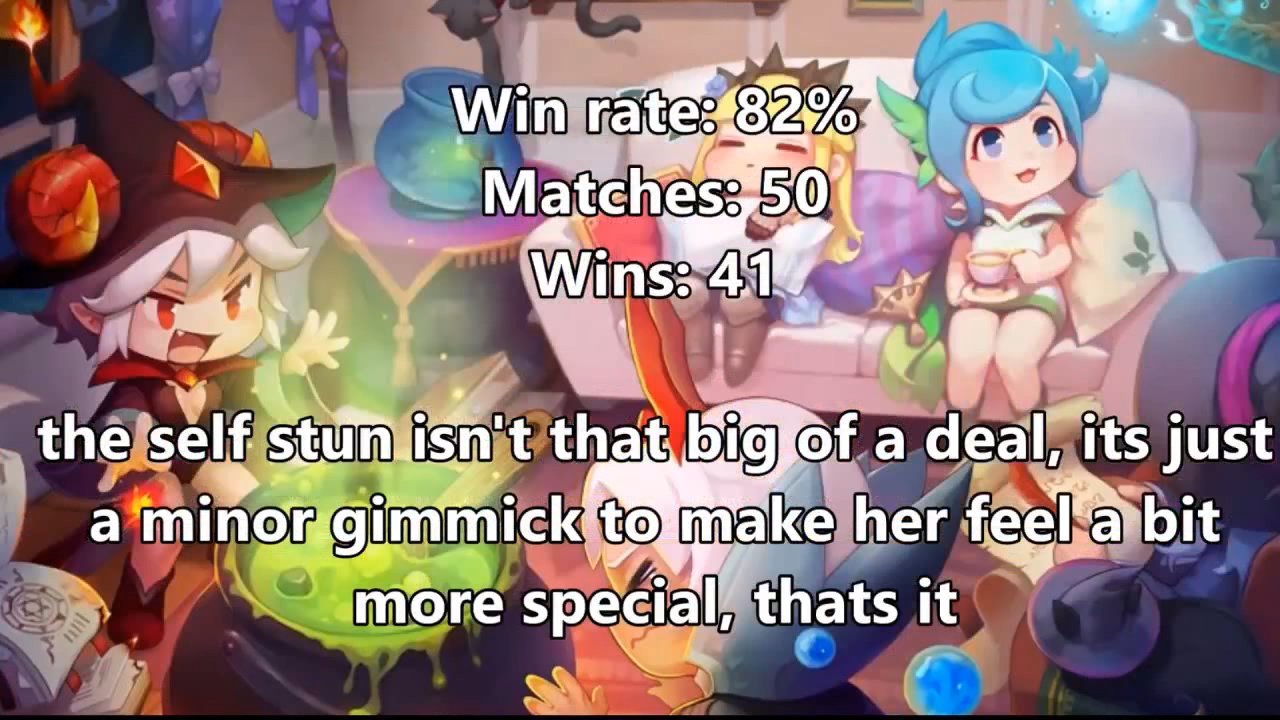 Win rate: 82%
Matches: 50
Wins: 41
the self stun isn't that big of a deal, its just
a minor gimmick to make her feel a bit
more special, thats it